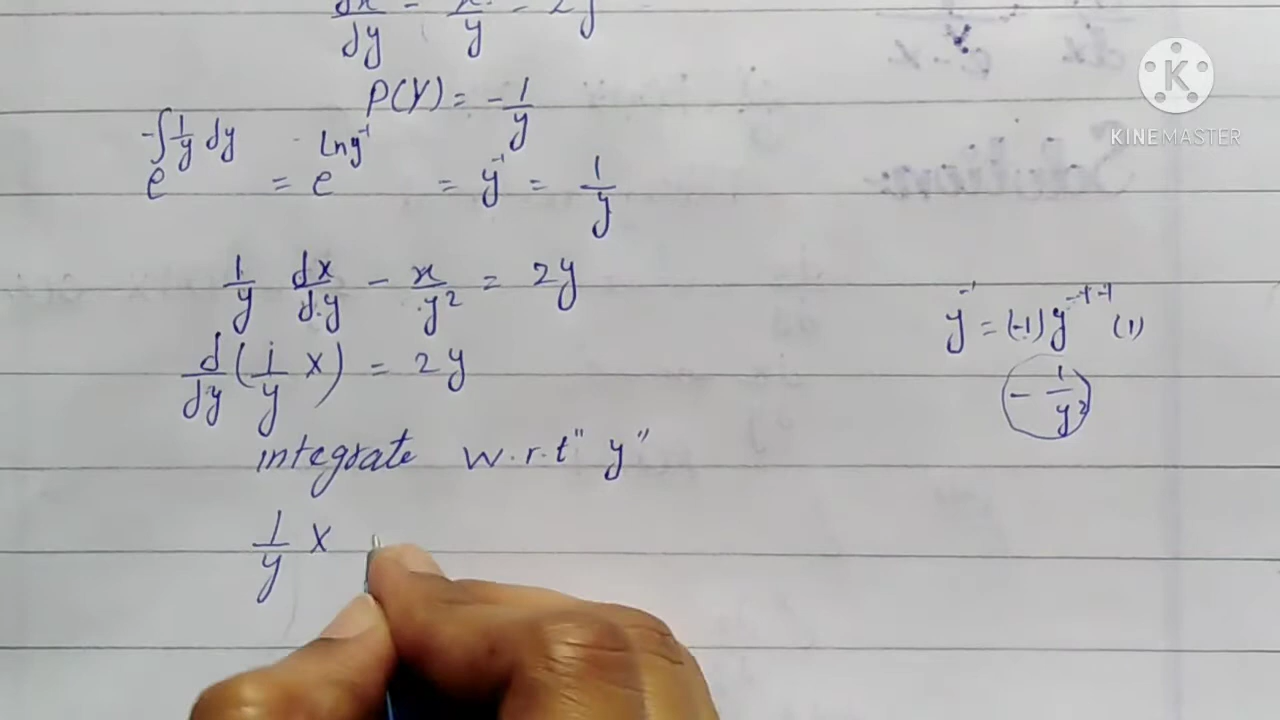 dx/dy - x/y = 2y
P(Y) = -1/y
e^{-∫1/y dy} = e^{ln y^{-1}} = y^{-1} = 1/y
1/y dx/dy - x/y² = 2y
d/dy (1/y x) = 2y
integrate w.r.t "y"
1/y x
y^{-1} = (-1) y^{-1-1} (1)
-1/y²
Solution:-
KINEMASTER